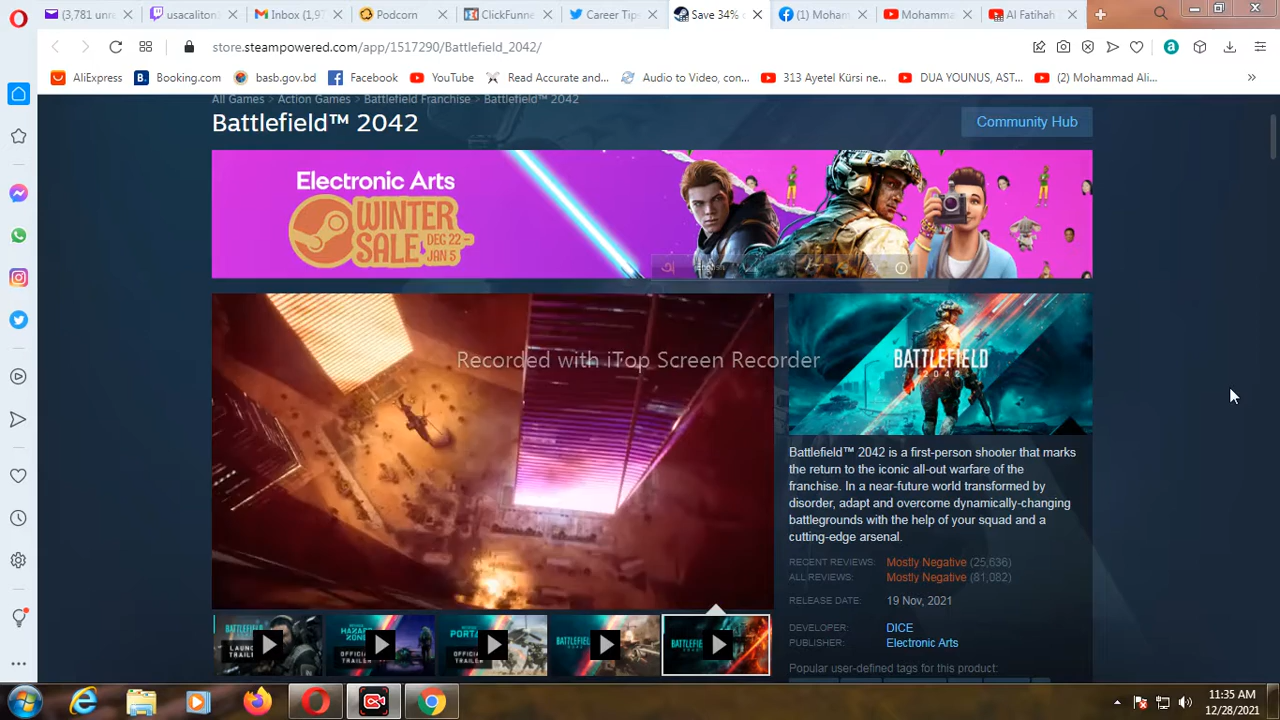 (3,781 unre
usacaliton.
Inbox (1,97
Podcorn
ClickFunne
Career Tips
Save 34% o
(1) Moham
Mohamma
Al Fatihah
store.steampowered.com/app/1517290/Battlefield_2042/
AliExpress
Booking.com
basb.gov.bd
Facebook
YouTube
Read Accurate and...
Audio to Video, con...
313 Ayetel Kürsi ne...
DUA YOUNUS, AST...
(2) Mohammad Ali...
All Games > Action Games > Battlefield Franchise > Battlefield™ 2042
Battlefield™ 2042
Community Hub
Electronic Arts
WINTER
SALE
DEC 22 -
JAN 5
English
Recorded with iTop Screen Recorder
BATTLEFIELD
2042
Battlefield™ 2042 is a first-person shooter that marks
the return to the iconic all-out warfare of the
franchise. In a near-future world transformed by
disorder, adapt and overcome dynamically-changing
battlegrounds with the help of your squad and a
cutting-edge arsenal.
RECENT REVIEWS: Mostly Negative (25,636)
ALL REVIEWS: Mostly Negative (81,082)
RELEASE DATE: 19 Nov, 2021
DEVELOPER: DICE
PUBLISHER: Electronic Arts
Popular user-defined tags for this product:
11:35 AM
12/28/2021